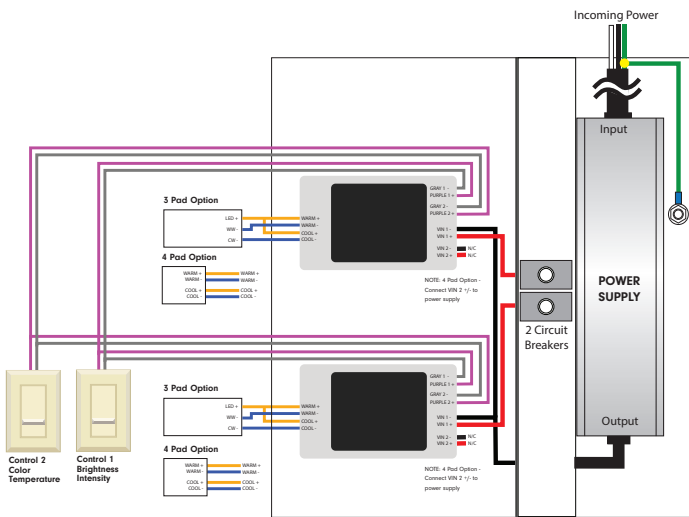 Incoming Power
Input
POWER
SUPPLY
Output
2 Circuit
Breakers
3 Pad Option
LED +
WW -
CW -
WARM +
WARM -
COOL +
COOL -
4 Pad Option
WARM +
WARM -
COOL +
COOL -
WARM +
WARM -
COOL +
COOL -
GRAY 1 -
PURPLE 1 +
GRAY 2 -
PURPLE 2 +
VIN 1 -
VIN 1 +
VIN 2 - N/C
VIN 2 + N/C
NOTE: 4 Pad Option -
Connect VIN 2 +/- to
power supply
3 Pad Option
LED +
WW -
CW -
WARM +
WARM -
COOL +
COOL -
4 Pad Option
WARM +
WARM -
COOL +
COOL -
WARM +
WARM -
COOL +
COOL -
GRAY 1 -
PURPLE 1 +
GRAY 2 -
PURPLE 2 +
VIN 1 -
VIN 1 +
VIN 2 - N/C
VIN 2 + N/C
NOTE: 4 Pad Option -
Connect VIN 2 +/- to
power supply
Control 2
Color
Temperature
Control 1
Brightness
Intensity